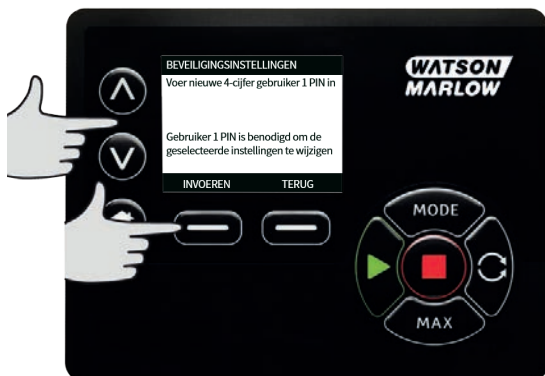 BEVEILIGINGSINSTELLINGEN
Voer nieuwe 4-cijfer gebruiker 1 PIN in
Gebruiker 1 PIN is benodigd om de
geselecteerde instellingen te wijzigen
INVOEREN TERUG
WATSON
MARLOW
MODE
MAX